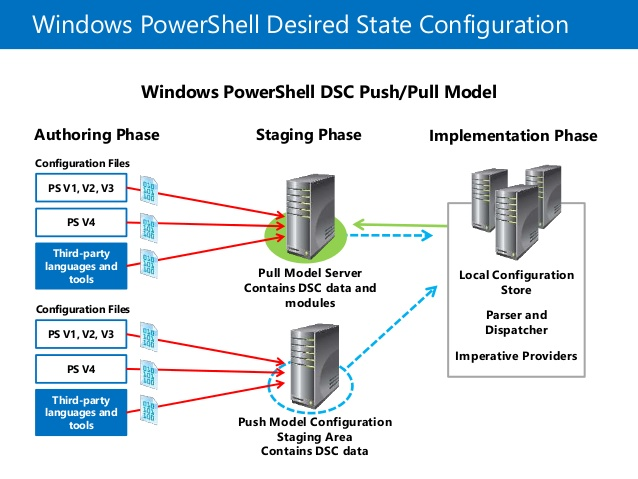 Windows PowerShell Desired State Configuration
Windows PowerShell DSC Push/Pull Model
Authoring Phase
Staging Phase
Implementation Phase
Configuration Files
PS V1, V2, V3
PS V4
Third-party
languages and
tools
Pull Model Server
Contains DSC data and
modules
Local Configuration
Store
Parser and
Dispatcher
Imperative Providers
Configuration Files
PS V1, V2, V3
PS V4
Third-party
languages and
tools
Push Model Configuration
Staging Area
Contains DSC data